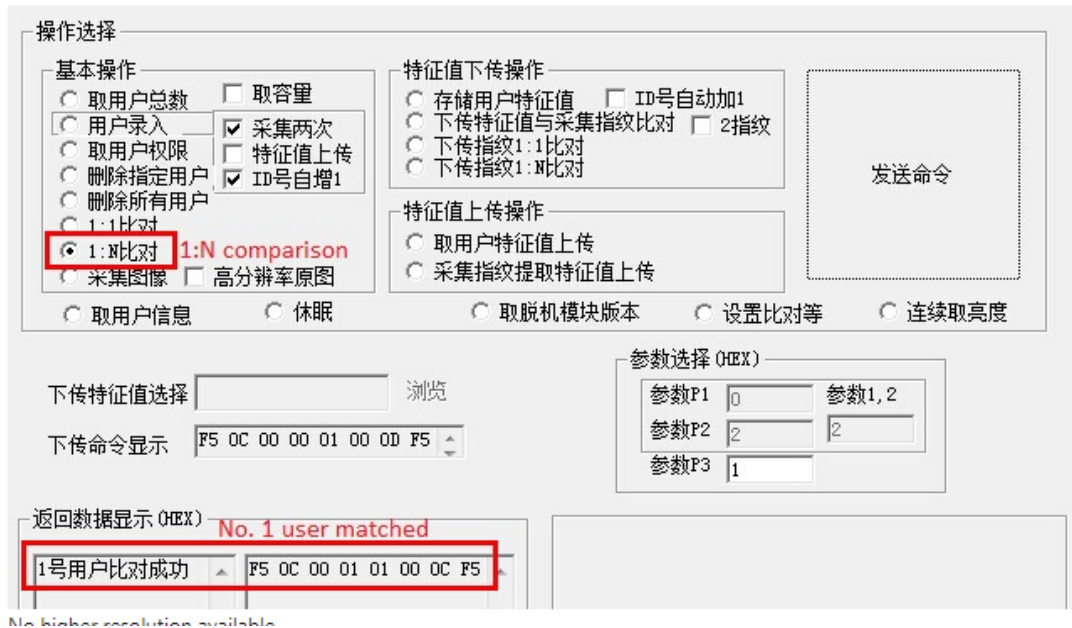 操作选择
基本操作
取用户总数 取容量
用户录入 采集两次
取用户权限 特征值上传
删除指定用户 ID号自增1
删除所有用户
1:1比对
1:N比对 1:N comparison
采集图像 高分辨率原图
特征值下传操作
存储用户特征值 ID号自动加1
下传特征值与采集指纹比对 2指纹
下传指纹1:1比对
下传指纹1:N比对
特征值上传操作
取用户特征值上传
采集指纹提取特征值上传
发送命令
取用户信息 休眠 取脱机模块版本 设置比对等 连续取亮度
下传特征值选择 浏览
下传命令显示 F5 0C 00 00 01 00 0D F5
参数选择(HEX)
参数P1 0 参数1,2
参数P2 2 2
参数P3 1
返回数据显示(HEX) No. 1 user matched
1号用户比对成功 F5 0C 00 01 01 00 0C F5
No higher resolution available